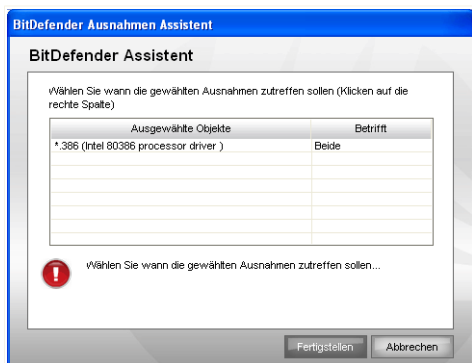 BitDefender Ausnahmen Assistent
BitDefender Assistent
Wählen Sie wann die gewählten Ausnahmen zutreffen sollen (Klicken auf die
rechte Spalte)
Ausgewählte Objekte Betrifft
*.386 (Intel 80386 processor driver ) Beide
Wählen Sie wann die gewählten Ausnahmen zutreffen sollen...
Fertigstellen Abbrechen